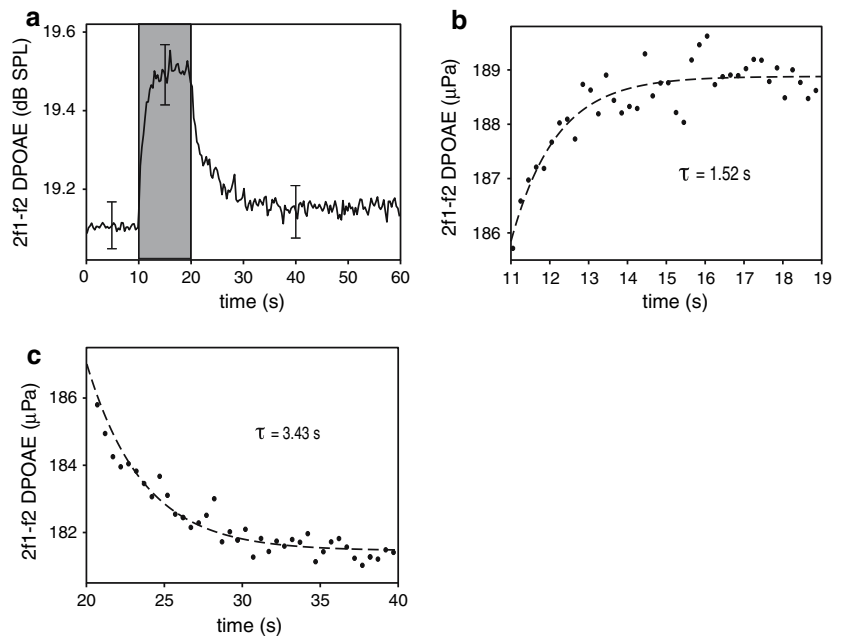 a
2f1-f2 DPOAE (dB SPL)
19.6
19.4
19.2
0 10 20 30 40 50 60
time (s)
b
2f1-f2 DPOAE (μPa)
189
188
187
186
τ = 1.52 s
11 12 13 14 15 16 17 18 19
time (s)
c
2f1-f2 DPOAE (μPa)
186
184
182
τ = 3.43 s
20 25 30 35 40
time (s)